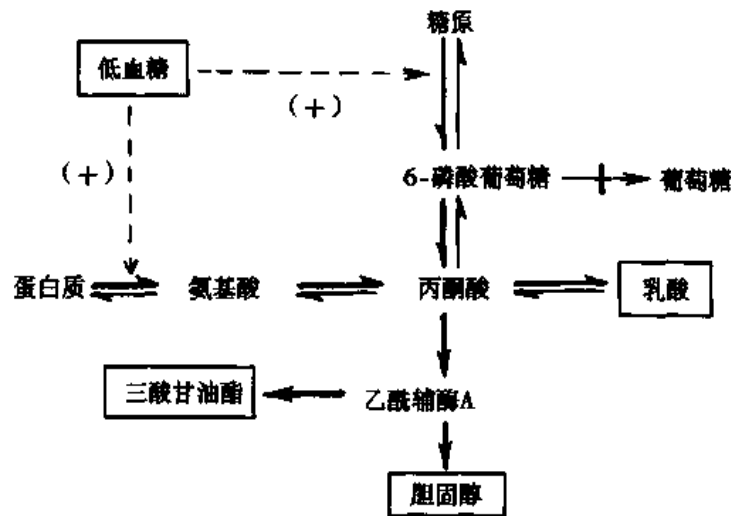 糖原
低血糖
(+)
(+)
6-磷酸葡萄糖
葡萄糖
蛋白质
氨基酸
丙酮酸
乳酸
三酸甘油酯
乙酰辅酶A
胆固醇